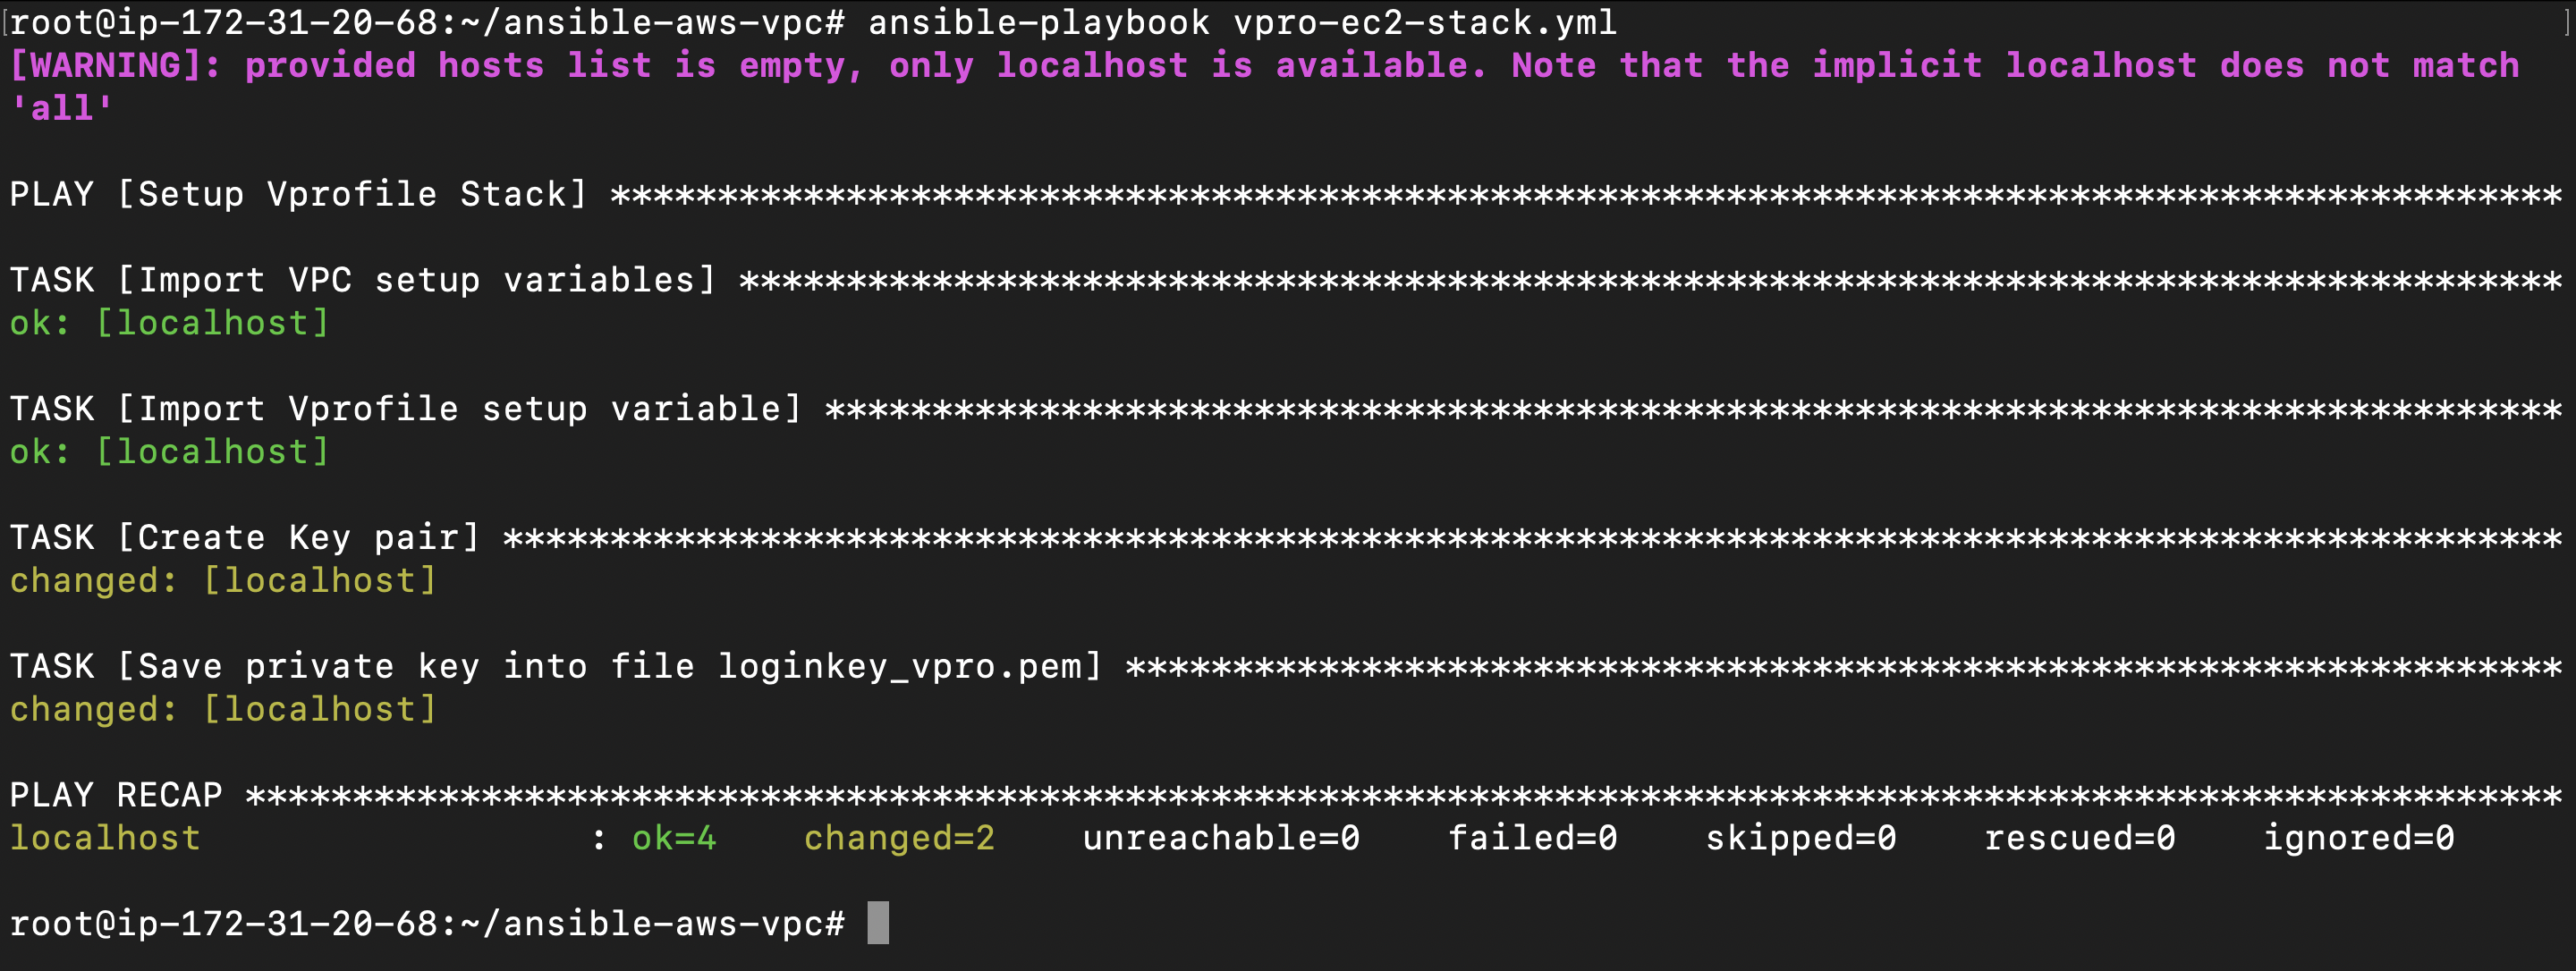 [root@ip-172-31-20-68:~/ansible-aws-vpc# ansible-playbook vpro-ec2-stack.yml ]
[WARNING]: provided hosts list is empty, only localhost is available. Note that the implicit localhost does not match
'all'
PLAY [Setup Vprofile Stack] *******************************************************************************************
TASK [Import VPC setup variables] *************************************************************************************
ok: [localhost]
TASK [Import Vprofile setup variable] *********************************************************************************
ok: [localhost]
TASK [Create Key pair] ************************************************************************************************
changed: [localhost]
TASK [Save private key into file loginkey_vpro.pem] *******************************************************************
changed: [localhost]
PLAY RECAP ************************************************************************************************************
localhost                  : ok=4    changed=2    unreachable=0    failed=0    skipped=0    rescued=0    ignored=0
root@ip-172-31-20-68:~/ansible-aws-vpc#